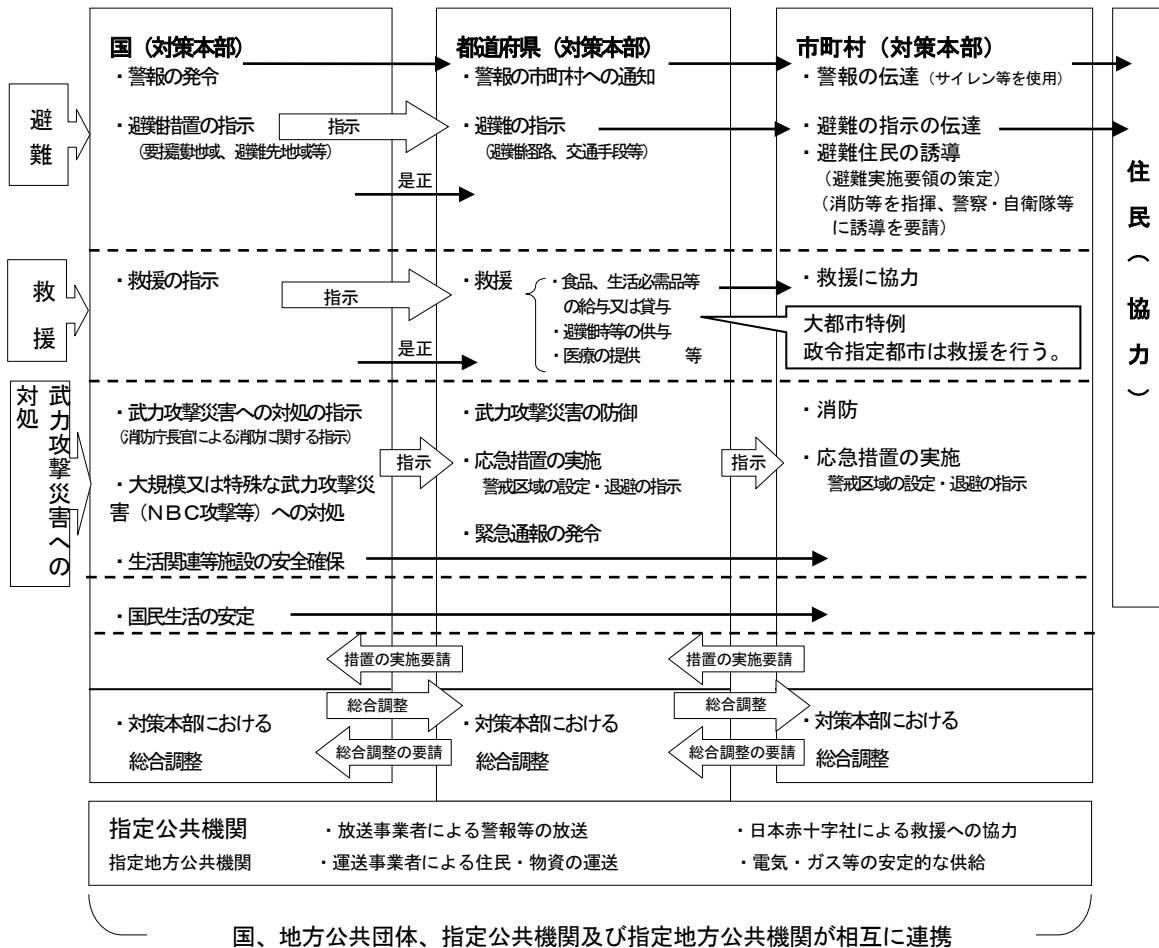 国（対策本部）
・警報の発令
・避難措置の指示
（要援護地域、避難先地域等）
指示
是正
都道府県（対策本部）
・警報の市町村への通知
・避難の指示
（避難経路、交通手段等）
市町村（対策本部）
・警報の伝達（サイレン等を使用）
・避難の指示の伝達
・避難住民の誘導
（避難実施要領の策定）
（消防等を指揮、警察・自衛隊等
に誘導を要請）
避難
住民（協力）
救援
・救援の指示
指示
是正
・救援
・食品、生活必需品等
の給与又は貸与
・避難時等の供与
・医療の提供　等
・救援に協力
大都市特例
政令指定都市は救援を行う。
武力攻撃災害への
対処
・武力攻撃災害への対処の指示
（消防庁長官による消防に関する指示）
・大規模又は特殊な武力攻撃災
害（ＮＢＣ攻撃等）への対処
・生活関連等施設の安全確保
指示
・武力攻撃災害の防御
・応急措置の実施
警戒区域の設定・退避の指示
・緊急通報の発令
指示
・消防
・応急措置の実施
警戒区域の設定・退避の指示
・国民生活の安定
措置の実施要請
措置の実施要請
総合調整
総合調整
・対策本部における
総合調整
・対策本部における
総合調整
・対策本部における
総合調整
総合調整の要請
総合調整の要請
指定公共機関
・放送事業者による警報等の放送
・日本赤十字社による救援への協力
指定地方公共機関
・運送事業者による住民・物資の運送
・電気・ガス等の安定的な供給
国、地方公共団体、指定公共機関及び指定地方公共機関が相互に連携